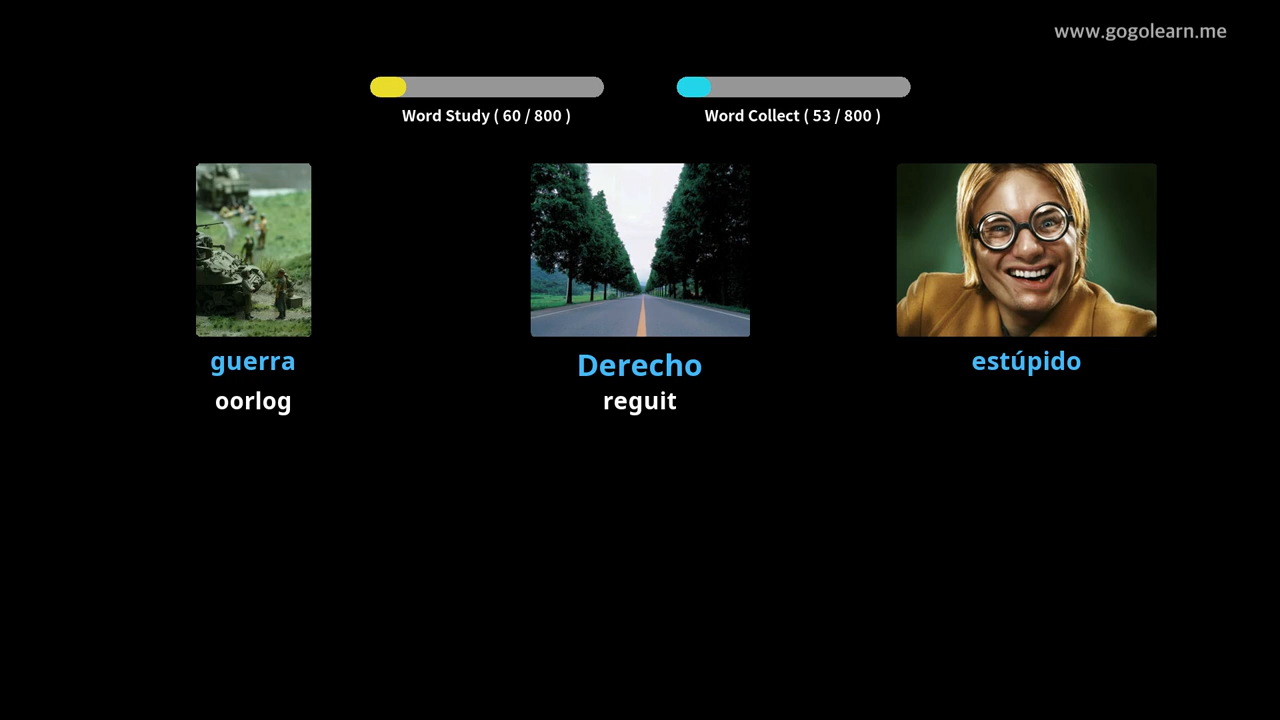 www.gogolearn.me
Word Study ( 60 / 800 )
Word Collect ( 53 / 800 )
guerra
Derecho
estúpido
oorlog
reguit